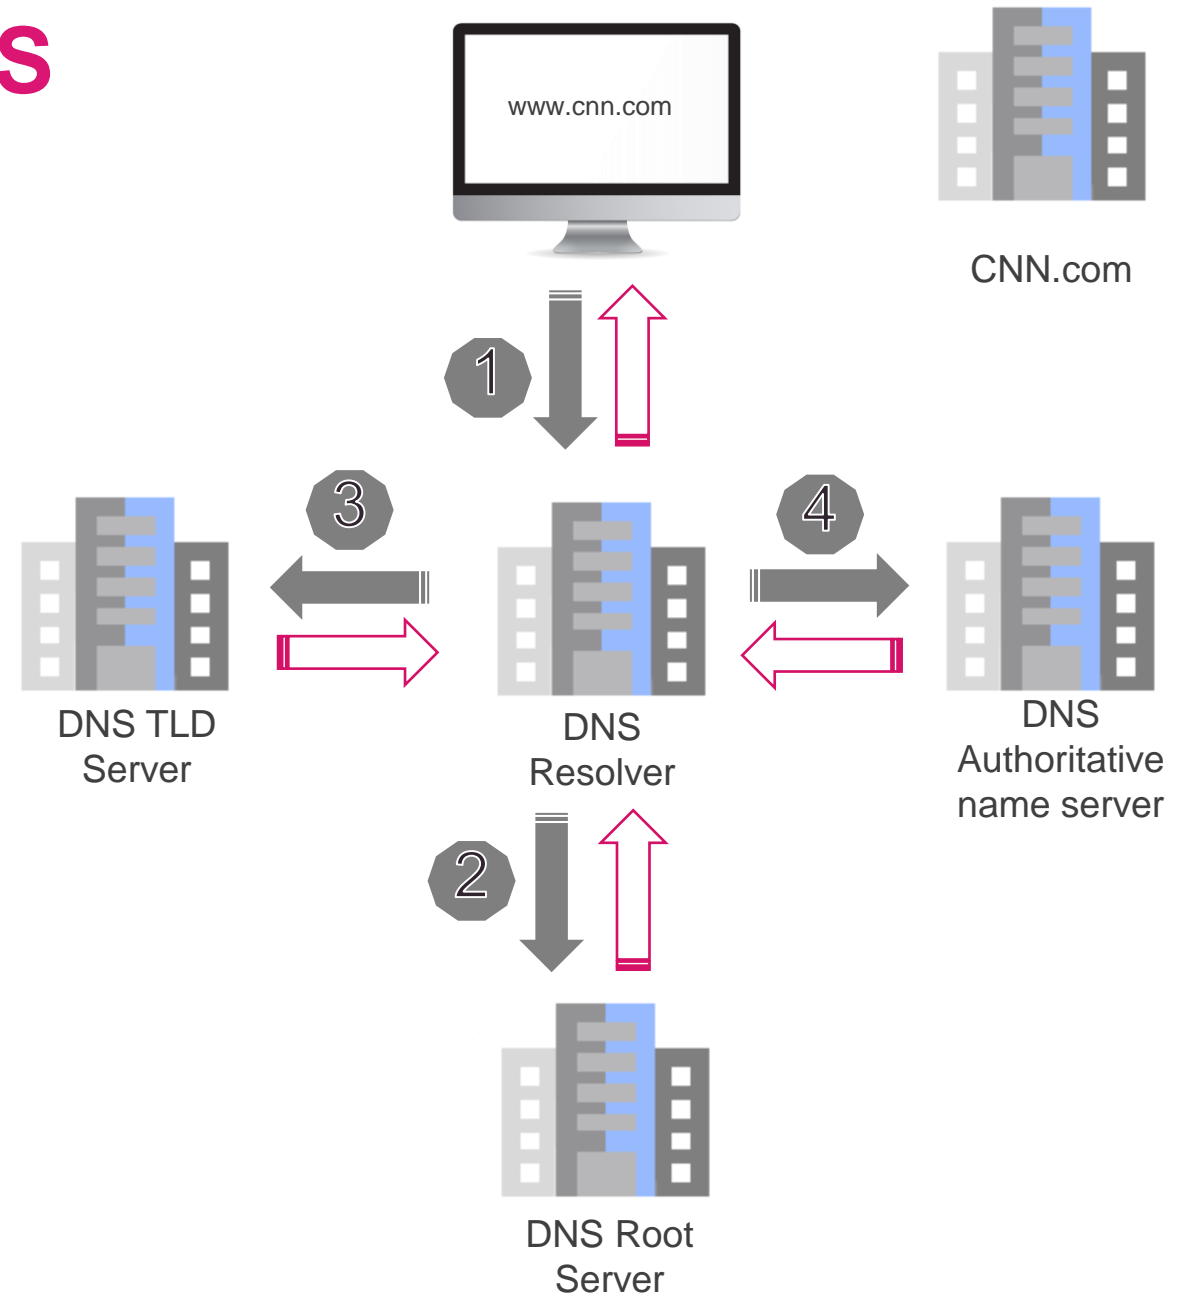 S
www.cnn.com
CNN.com
1
3
4
DNS TLD
Server
DNS
Resolver
DNS
Authoritative
name server
2
DNS Root
Server